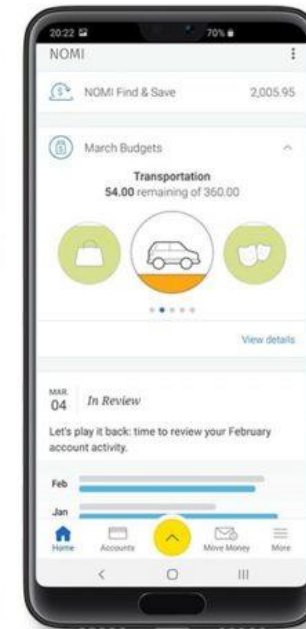 20:22 70%
NOMI
NOMI Find & Save 2,005.95
March Budgets
Transportation
54.00 remaining of 360.00
View details
MAR.
04 In Review
Let's play it back: time to review your February
account activity.
Feb
Jan
Home Accounts Move Money More